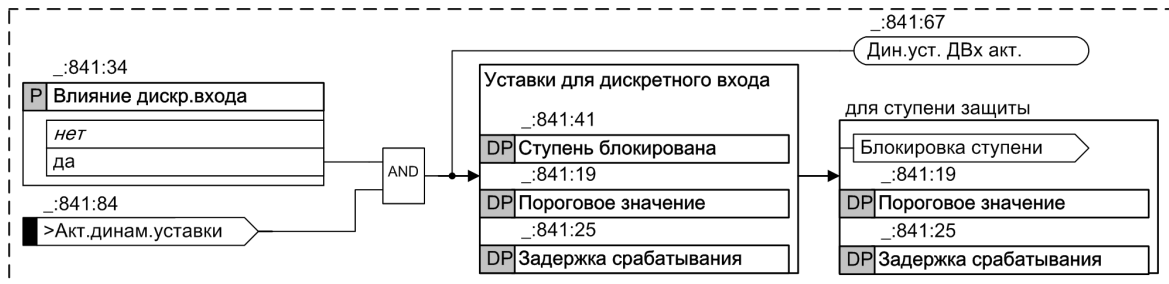 _:841:67
Дин.уст. ДВх акт.
_:841:34
P Влияние дискр.входа
нет
да
_:841:84
>Акт.динам.уставки
AND
Уставки для дискретного входа
_:841:41
DP Ступень блокирована
_:841:19
DP Пороговое значение
_:841:25
DP Задержка срабатывания
для ступени защиты
Блокировка ступени
_:841:19
DP Пороговое значение
_:841:25
DP Задержка срабатывания